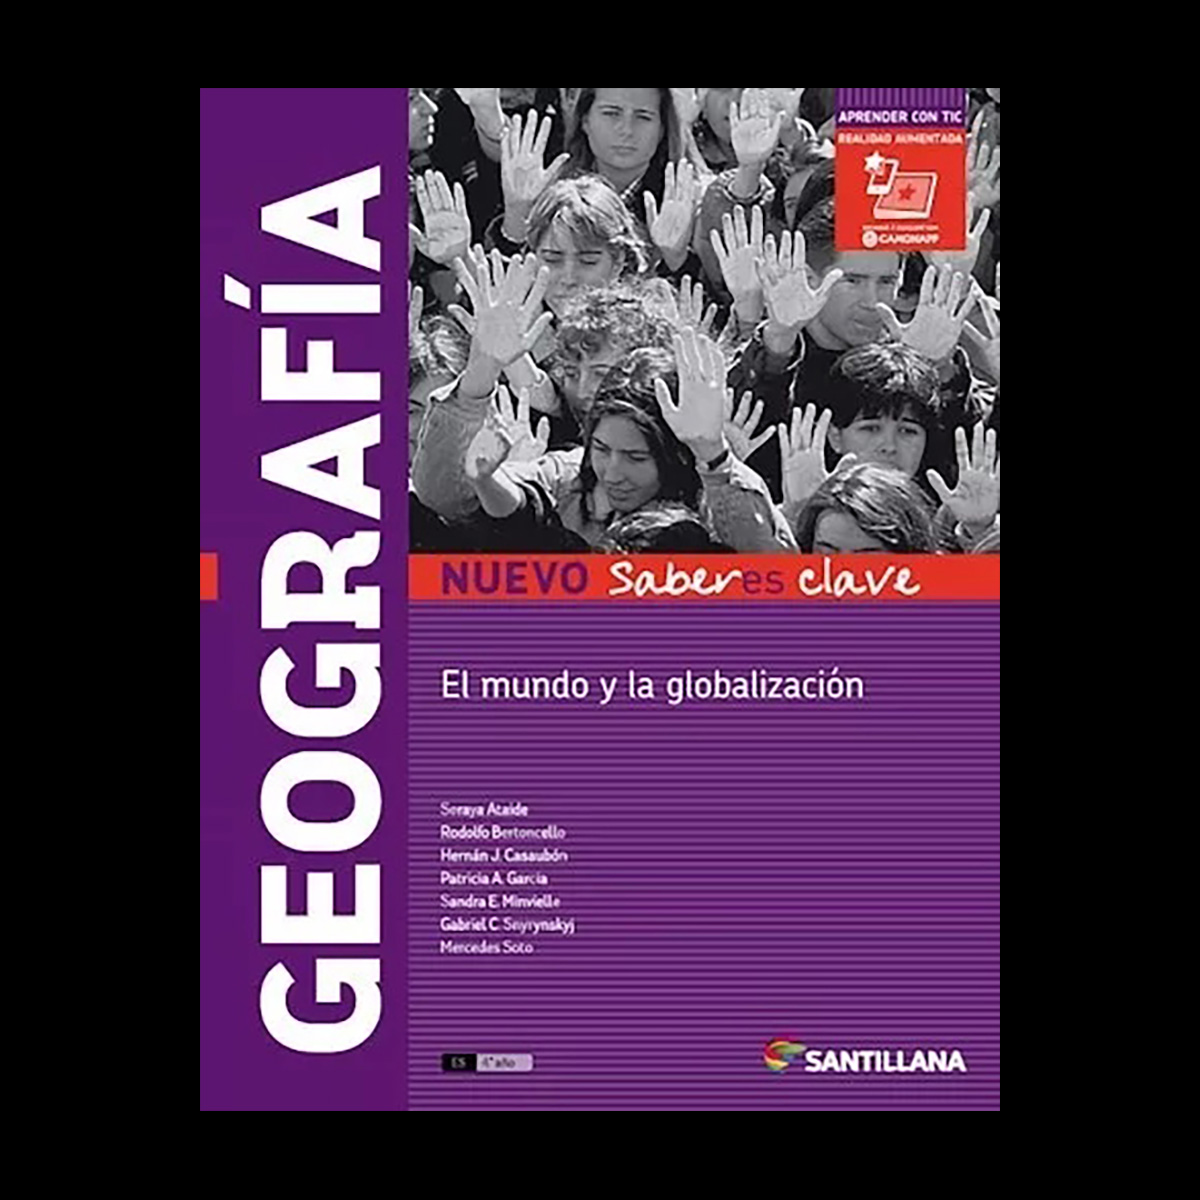 GEOGRAFÍA
APRENDER CON TIC
REALIDAD AUMENTADA
CAMONAPP
NUEVO saberes clave
El mundo y la globalización
Soraya Ataide
Rodolfo Bertoncello
Hernán J. Casaubón
Patricia A. García
Sandra E. Minvielle
Gabriel C. Snyrynskyj
Mercedes Soto
ES 4.° año
SANTILLANA